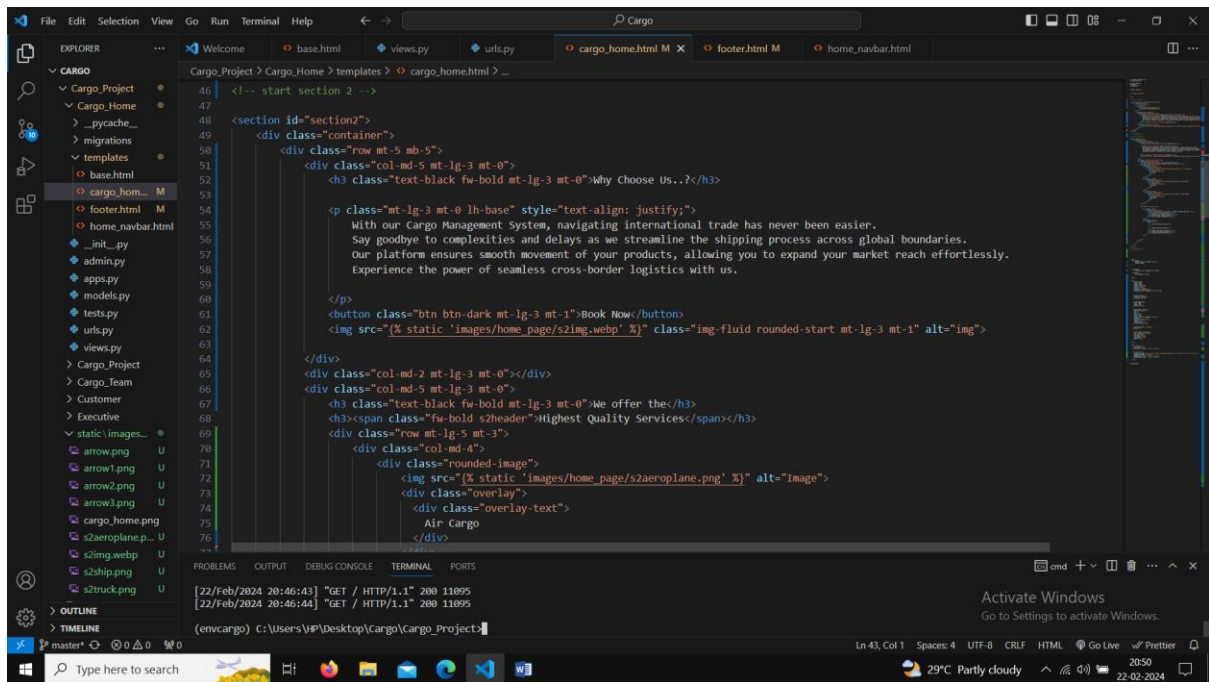 File Edit Selection View Go Run Terminal Help
Cargo
EXPLORER
Welcome
base.html
views.py
urls.py
cargo_home.html M
footer.html M
home_navbar.html
Cargo_Project > Cargo_Home > templates > cargo_home.html > ...
CARGO
Cargo_Project
Cargo_Home
__pycache__
migrations
templates
base.html
cargo_hom... M
footer.html M
home_navbar.html
__init__.py
admin.py
apps.py
models.py
tests.py
urls.py
views.py
Cargo_Project
Cargo_Team
Customer
Executive
static\images...
arrow.png U
arrow1.png U
arrow2.png U
arrow3.png U
cargo_home.png
s2aeroplane.p... U
s2img.webp U
s2ship.png U
s2truck.png U
OUTLINE
TIMELINE
10
46 <!-- start section 2 -->
47
48 <section id="section2">
49 <div class="container">
50 <div class="row mt-5 mb-5">
51 <div class="col-md-5 mt-lg-3 mt-0">
52 <h3 class="text-black fw-bold mt-lg-3 mt-0">Why Choose Us..?</h3>
53
54 <p class="mt-lg-3 mt-0 lh-base" style="text-align: justify;">
55 With our Cargo Management System, navigating international trade has never been easier.
56 Say goodbye to complexities and delays as we streamline the shipping process across global boundaries.
57 Our platform ensures smooth movement of your products, allowing you to expand your market reach effortlessly.
58 Experience the power of seamless cross-border logistics with us.
59
60 </p>
61 <button class="btn btn-dark mt-lg-3 mt-1">Book Now</button>
62 <img src="{% static 'images/home_page/s2img.webp' %}" class="img-fluid rounded-start mt-lg-3 mt-1" alt="img">
63
64 </div>
65 <div class="col-md-2 mt-lg-3 mt-0"></div>
66 <div class="col-md-5 mt-lg-3 mt-0">
67 <h3 class="text-black fw-bold mt-lg-3 mt-0">We offer the</h3>
68 <h3><span class="fw-bold s2header">Highest Quality Services</span></h3>
69 <div class="row mt-lg-5 mt-3">
70 <div class="col-md-4">
71 <div class="rounded-image">
72 <img src="{% static 'images/home_page/s2aeroplane.png' %}" alt="Image">
73 <div class="overlay">
74 <div class="overlay-text">
75 Air Cargo
76 </div>
PROBLEMS OUTPUT DEBUG CONSOLE TERMINAL PORTS
cmd
[22/Feb/2024 20:46:43] "GET / HTTP/1.1" 200 11095
[22/Feb/2024 20:46:44] "GET / HTTP/1.1" 200 11095
(envcargo) C:\Users\HP\Desktop\Cargo\Cargo_Project>
Activate Windows
Go to Settings to activate Windows.
master* 0 0 0 Ln 43, Col 1 Spaces: 4 UTF-8 CRLF HTML Go Live Prettier
Type here to search
29°C Partly cloudy
20:50
22-02-2024